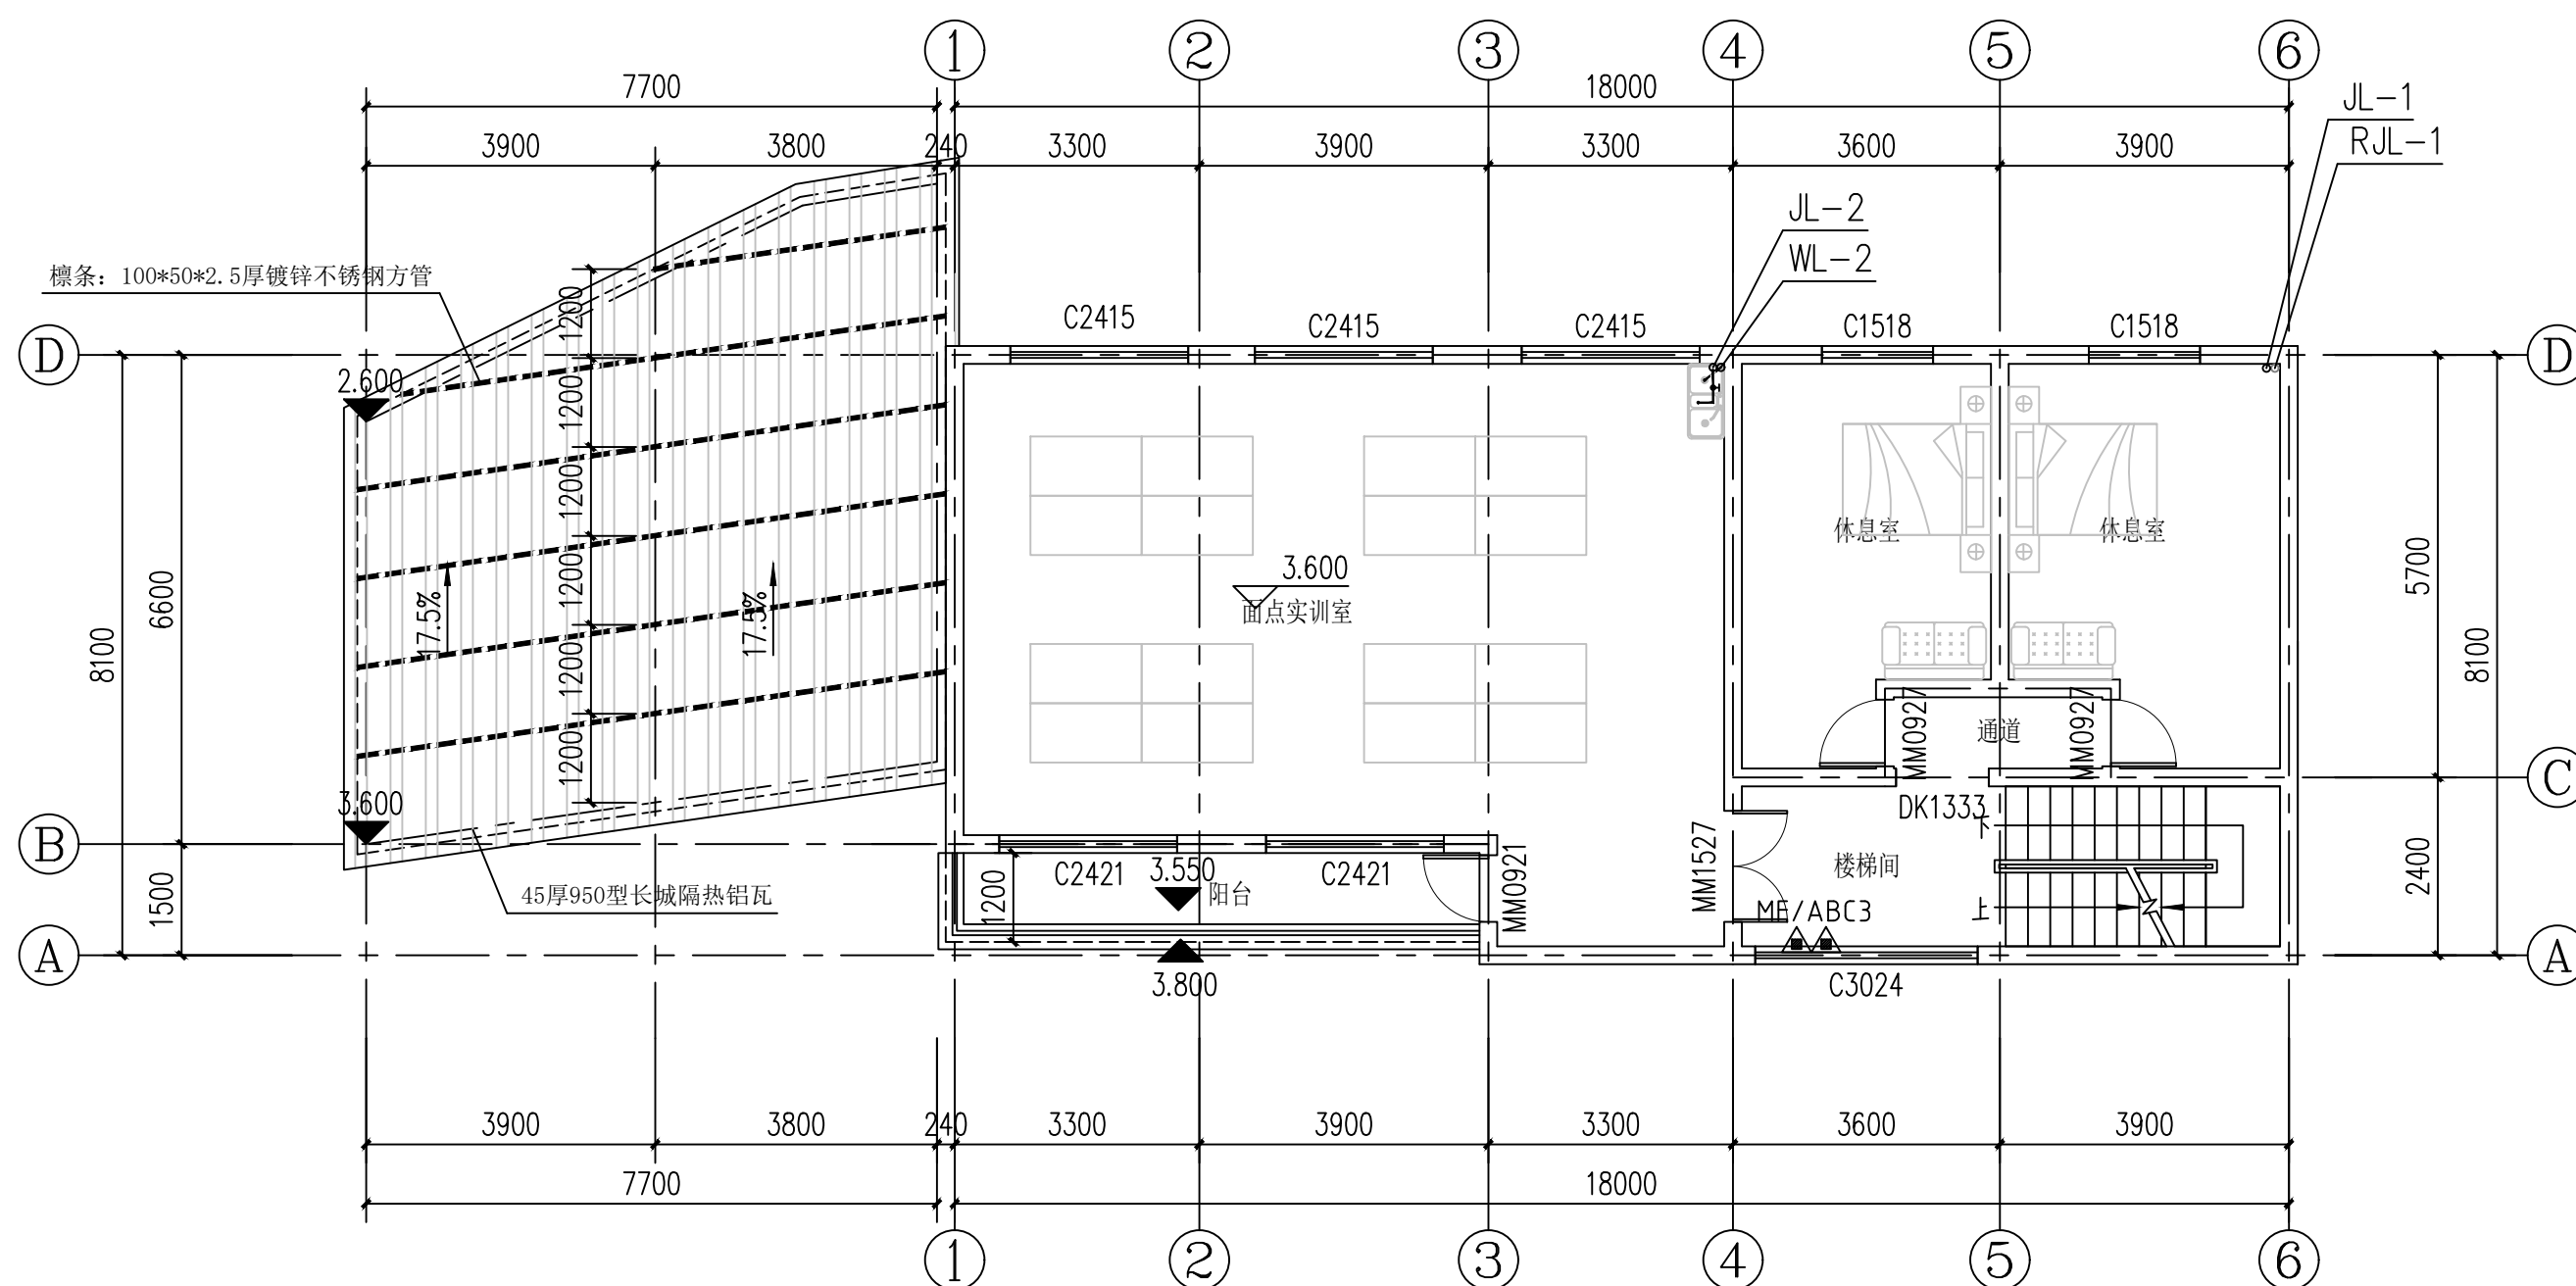 1 2 3 4 5 6
7700 18000
JL-1
3900 3800 240 3300 3900 3300 3600 3900
RJL-1
JL-2
WL-2
檩条：100*50*2.5厚镀锌不锈钢方管
1200
C2415 C2415 C2415 C1518 C1518
D D
2.600
1200
1200
休息室 休息室
1200
3.600
面点实训室
17.5% 17.5%
5700
6600
8100 8100
1200
MM0927 MM0927
通道
1200
C
3.600
DK1333
下
B
MM1527
楼梯间
C2421 3.550 C2421
MM0921
2400
45厚950型长城隔热铝瓦
1200
阳台
1500
MF/ABC3
上
A A
3.800
C3024
3900 3800 240 3300 3900 3300 3600 3900
7700 18000
1 2 3 4 5 6